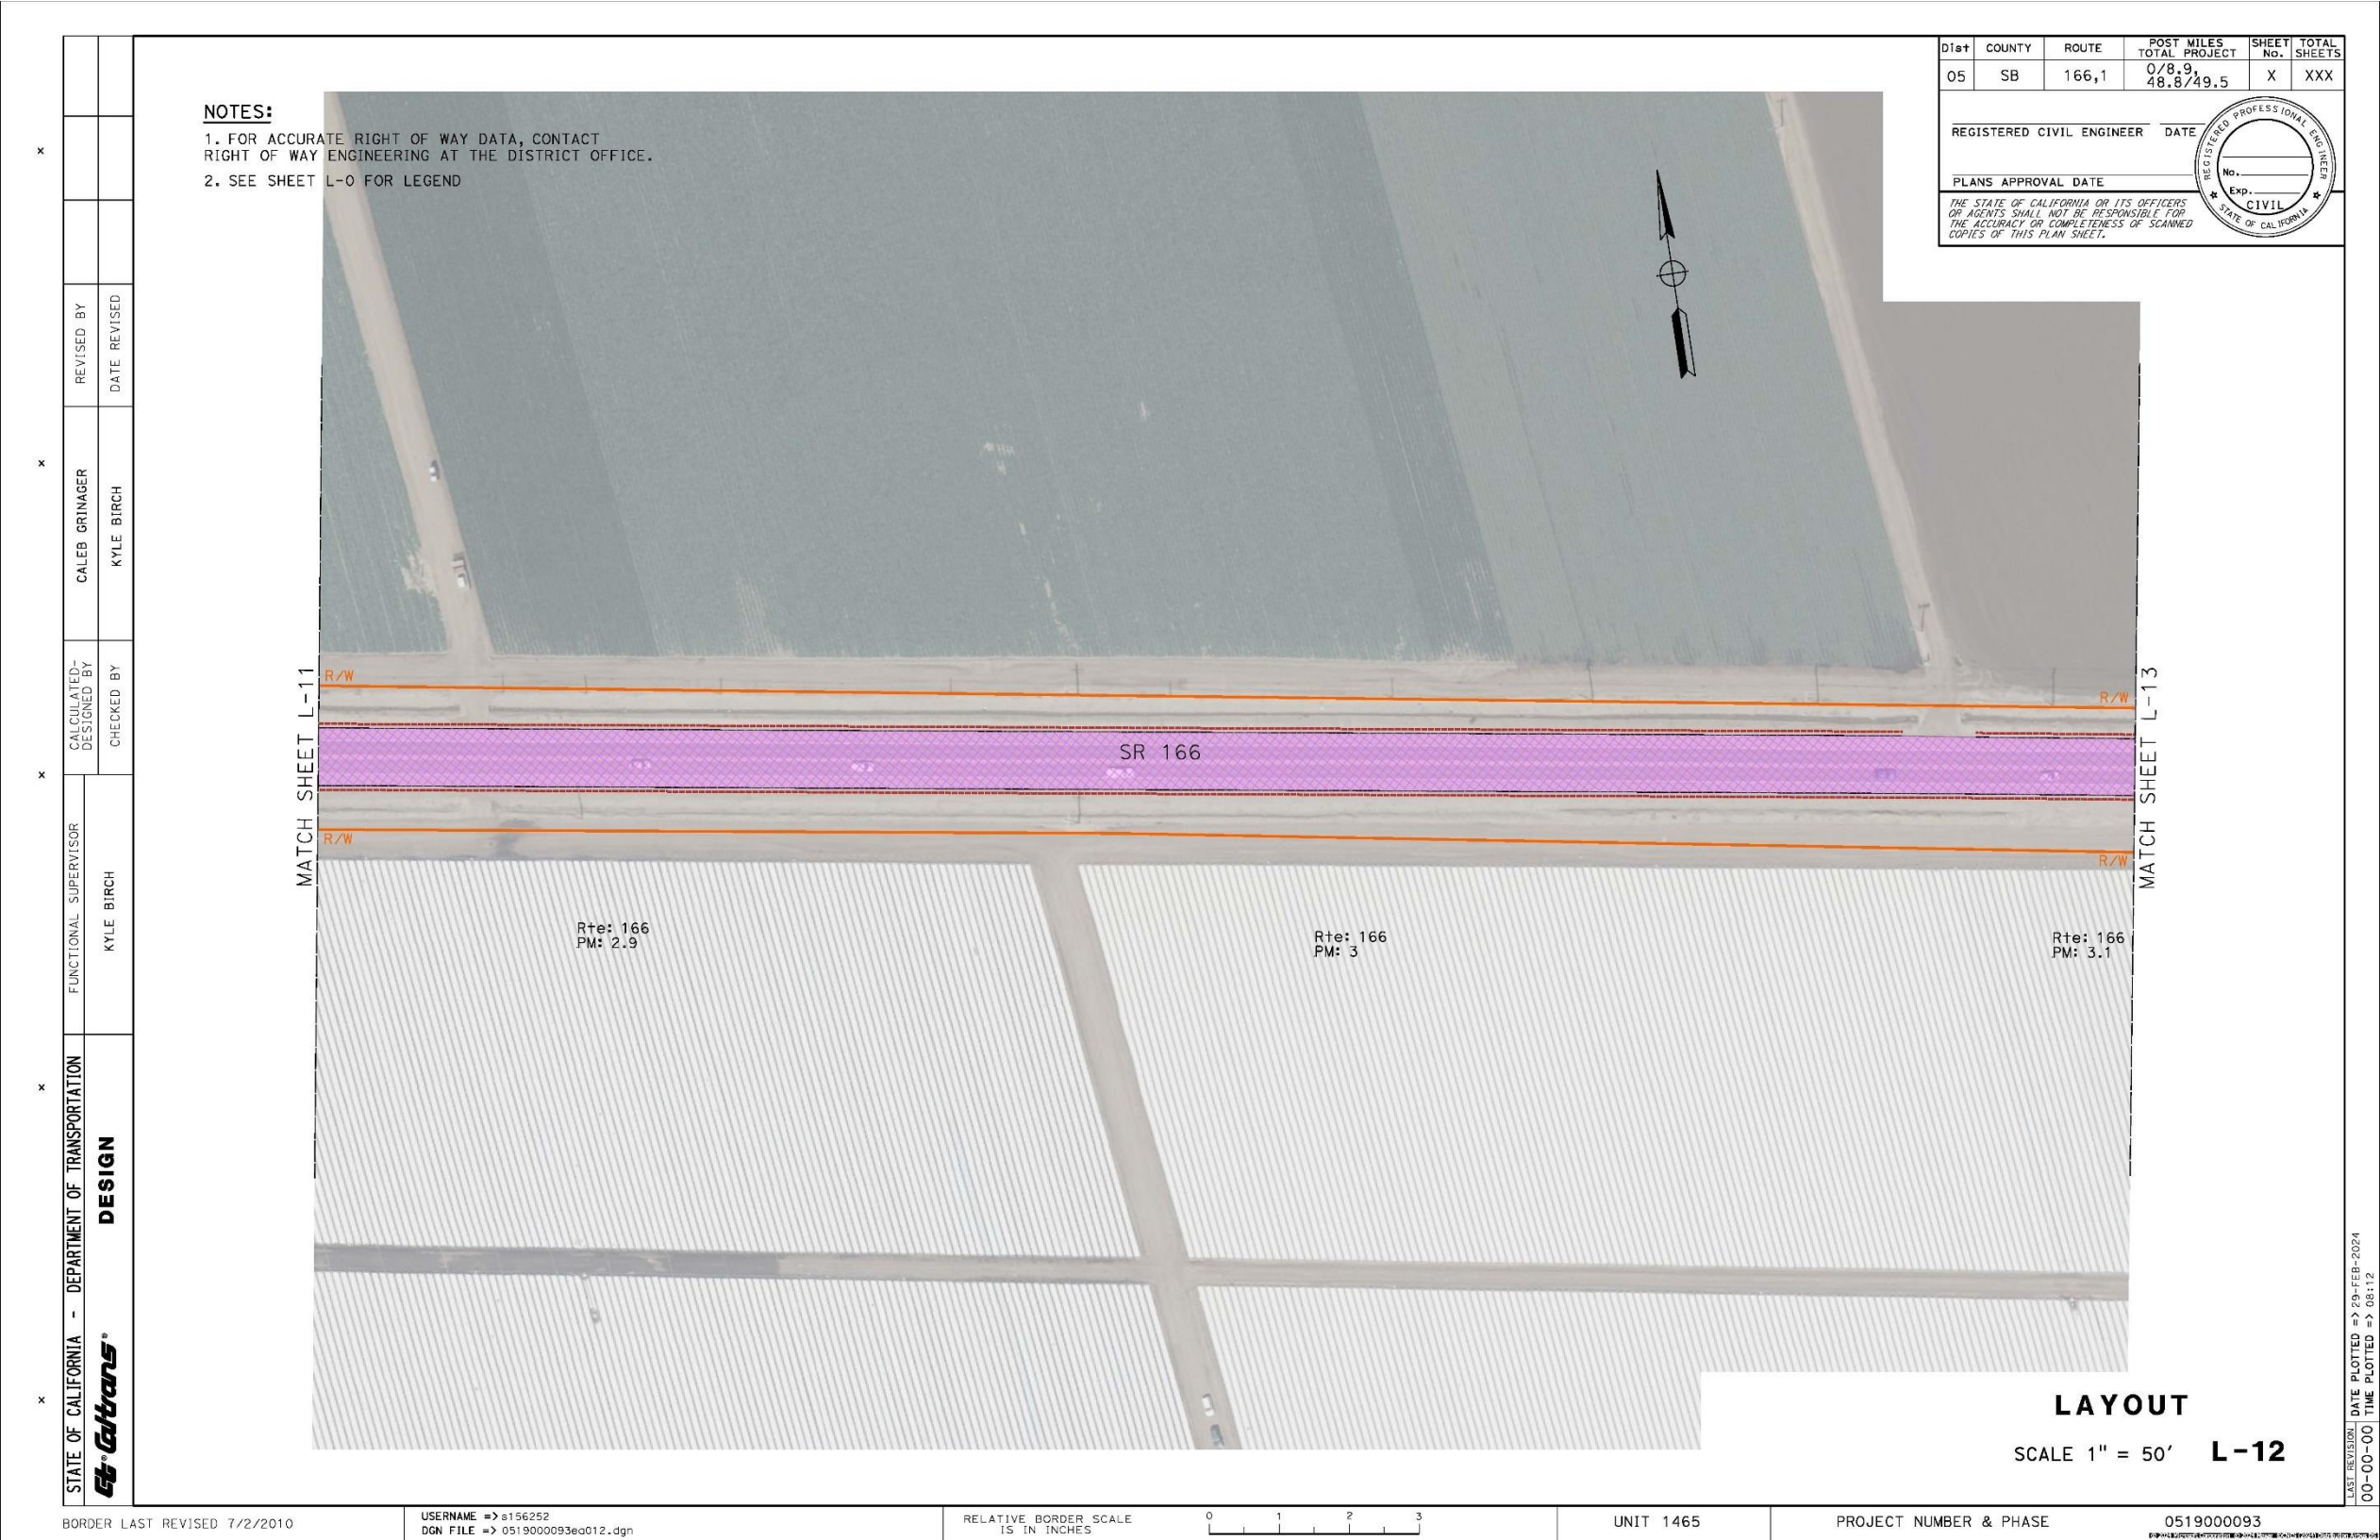 Dist COUNTY ROUTE POST MILES TOTAL PROJECT SHEET No. TOTAL SHEETS
05 SB 166,1 0/8.9, 48.8/49.5 X XXX
REGISTERED CIVIL ENGINEER DATE
PLANS APPROVAL DATE
THE STATE OF CALIFORNIA OR ITS OFFICERS
OR AGENTS SHALL NOT BE RESPONSIBLE FOR
THE ACCURACY OR COMPLETENESS OF SCANNED
COPIES OF THIS PLAN SHEET.
REGISTERED PROFESSIONAL ENGINEER
No.
Exp.
CIVIL
STATE OF CALIFORNIA
NOTES:
1. FOR ACCURATE RIGHT OF WAY DATA, CONTACT
RIGHT OF WAY ENGINEERING AT THE DISTRICT OFFICE.
2. SEE SHEET L-0 FOR LEGEND
REVISED BY
DATE REVISED
CALEB GRINAGER
KYLE BIRCH
CALCULATED-
DESIGNED BY
CHECKED BY
FUNCTIONAL SUPERVISOR
KYLE BIRCH
STATE OF CALIFORNIA - DEPARTMENT OF TRANSPORTATION
DESIGN
Caltrans
x
x
x
x
x
MATCH SHEET L-11
R/W
R/W
SR 166
R/W
R/W
MATCH SHEET L-13
Rte: 166
PM: 2.9
Rte: 166
PM: 3
Rte: 166
PM: 3.1
LAYOUT
SCALE 1" = 50' L-12
LAST REVISION
00-00-00
DATE PLOTTED => 29-FEB-2024
TIME PLOTTED => 08:12
BORDER LAST REVISED 7/2/2010
USERNAME => s156252
DGN FILE => 0519000093ea012.dgn
RELATIVE BORDER SCALE
IS IN INCHES
0 1 2 3
UNIT 1465
PROJECT NUMBER & PHASE
0519000093